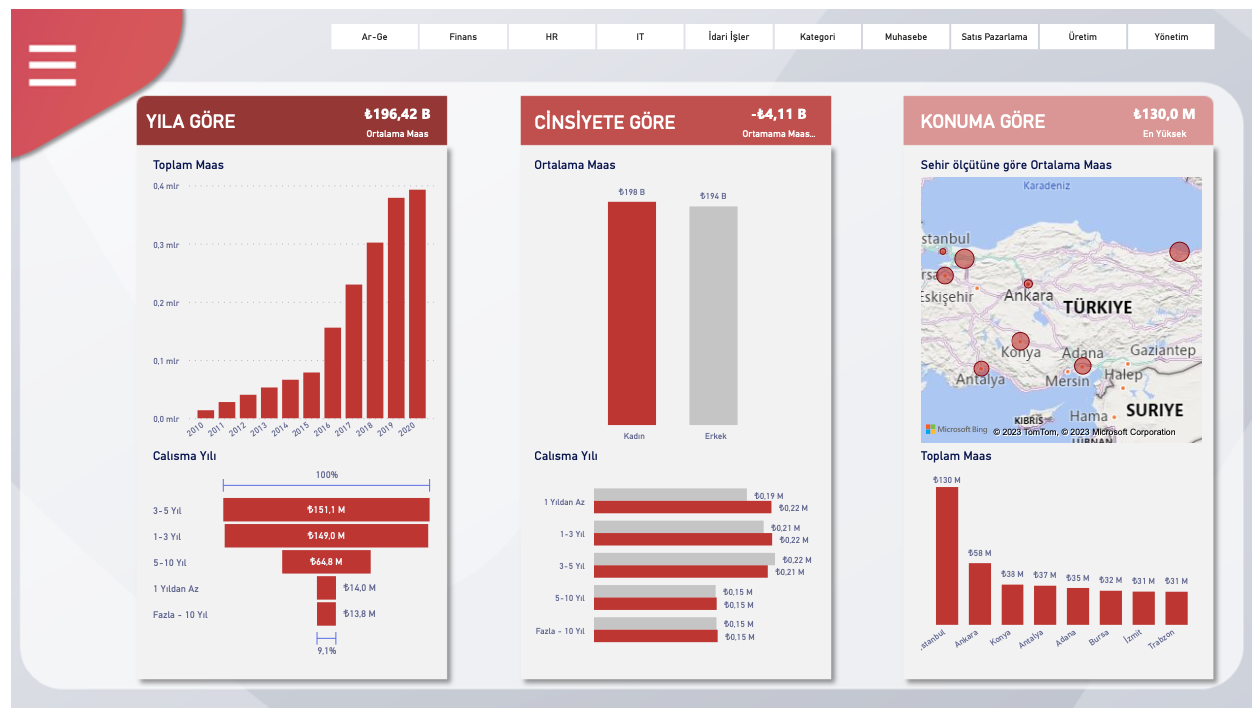 Ar-Ge
Finans
HR
IT
İdari İşler
Kategori
Muhasebe
Satıs Pazarlama
Üretim
Yönetim
YILA GÖRE
₺196,42 B
Ortalama Maas
Toplam Maas
0,4 mlr
0,3 mlr
0,2 mlr
0,1 mlr
0,0 mlr
2010
2011
2012
2013
2014
2015
2016
2017
2018
2019
2020
Calısma Yılı
100%
3-5 Yıl
₺151,1 M
1-3 Yıl
₺149,0 M
5-10 Yıl
₺64,8 M
1 Yıldan Az
₺14,0 M
Fazla - 10 Yıl
₺13,8 M
9,1%
CİNSİYETE GÖRE
-₺4,11 B
Ortamama Maas...
Ortalama Maas
₺198 B
₺194 B
Kadın
Erkek
Calısma Yılı
1 Yıldan Az
₺0,19 M
₺0,22 M
1-3 Yıl
₺0,21 M
₺0,22 M
3-5 Yıl
₺0,22 M
₺0,21 M
5-10 Yıl
₺0,15 M
₺0,15 M
Fazla - 10 Yıl
₺0,15 M
₺0,15 M
KONUMA GÖRE
₺130,0 M
En Yüksek
Sehir ölçütüne göre Ortalama Maas
Karadeniz
stanbul
rsa
Eskişehir
Ankara
TÜRKIYE
Konya
Adana
Gaziantep
Antalya
Mersin
Halep
Hama
SURIYE
KIBRIS
LÜBNAN
Microsoft Bing
© 2023 TomTom, © 2023 Microsoft Corporation
Toplam Maas
₺130 M
₺58 M
₺38 M
₺37 M
₺35 M
₺32 M
₺31 M
₺31 M
.stanbul
Ankara
Konya
Antalya
Adana
Bursa
İzmit
Trabzon